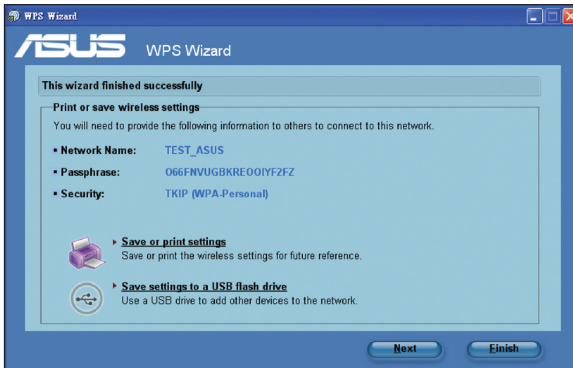 WPS Wizard
ASUS WPS Wizard
This wizard finished successfully
Print or save wireless settings
You will need to provide the following information to others to connect to this network.
Network Name: TEST_ASUS
Passphrase: O66FNVUGBKREOOIYF2FZ
Security: TKIP (WPA-Personal)
Save or print settings
Save or print the wireless settings for future reference.
Save settings to a USB flash drive
Use a USB drive to add other devices to the network.
Next Finish